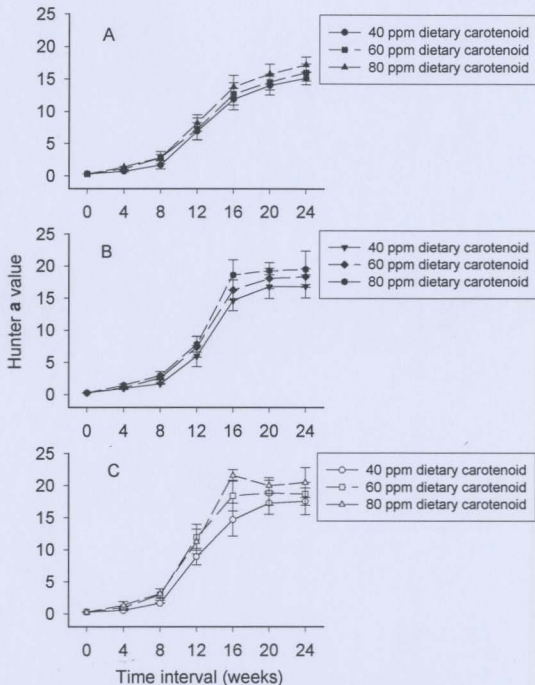 A
25
20
15
10
5
0
0 4 8 12 16 20 24
40 ppm dietary carotenoid
60 ppm dietary carotenoid
80 ppm dietary carotenoid
B
25
20
15
10
5
0
0 4 8 12 16 20 24
40 ppm dietary carotenoid
60 ppm dietary carotenoid
80 ppm dietary carotenoid
Hunter a value
C
25
20
15
10
5
0
0 4 8 12 16 20 24
40 ppm dietary carotenoid
60 ppm dietary carotenoid
80 ppm dietary carotenoid
Time interval (weeks)